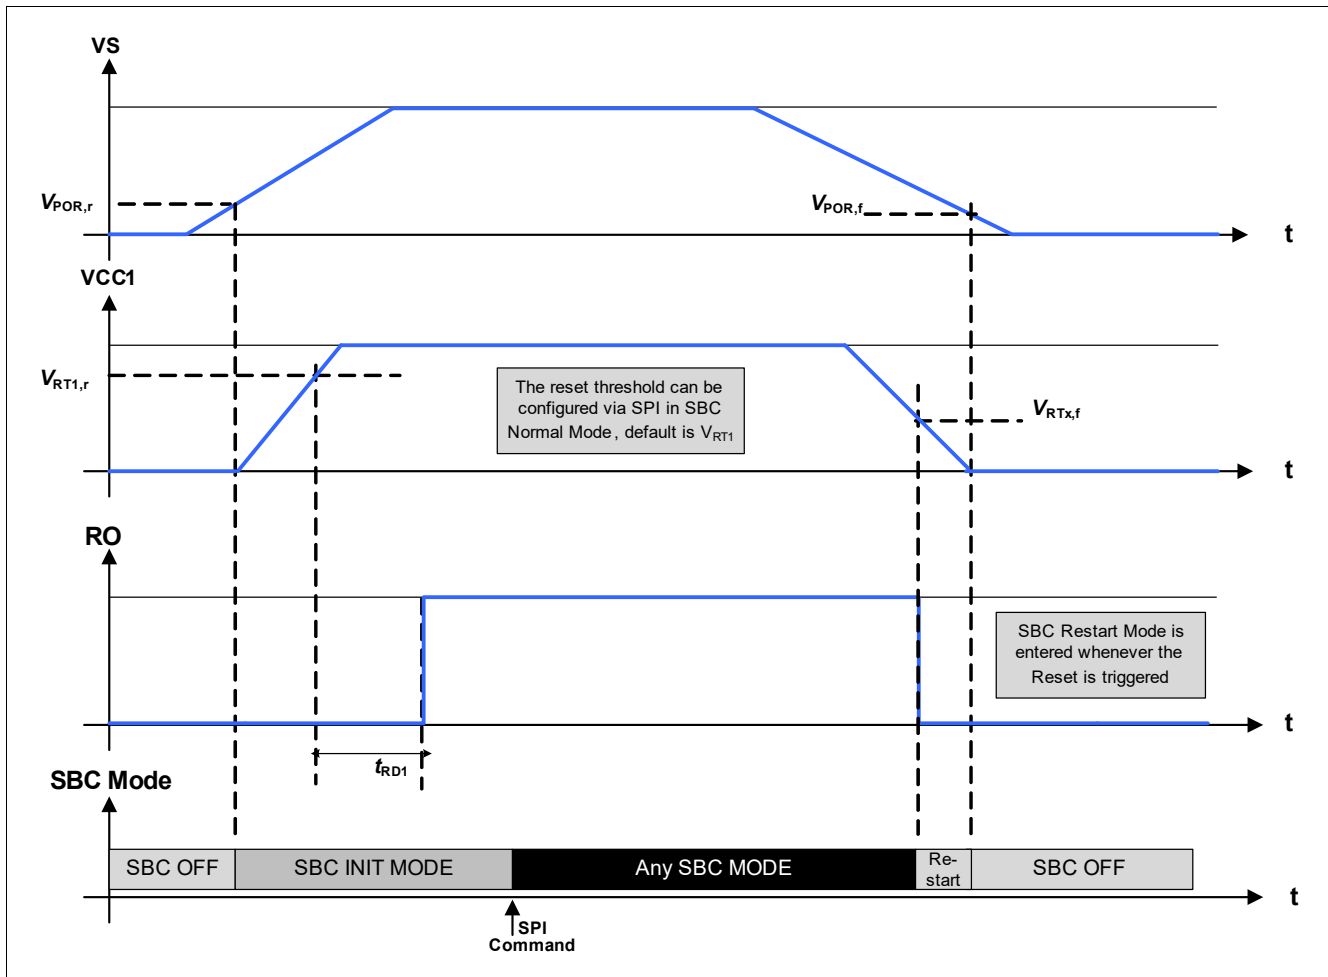 VS
VPOR,r
VPOR,f
t
VCC1
VRT1,r
The reset threshold can be
configured via SPI in SBC
Normal Mode, default is VRT1
VRTx,f
t
RO
SBC Restart Mode is
entered whenever the
Reset is triggered
t
tRD1
SBC Mode
SBC OFF
SBC INIT MODE
Any SBC MODE
Re-
start
SBC OFF
t
SPI
Command